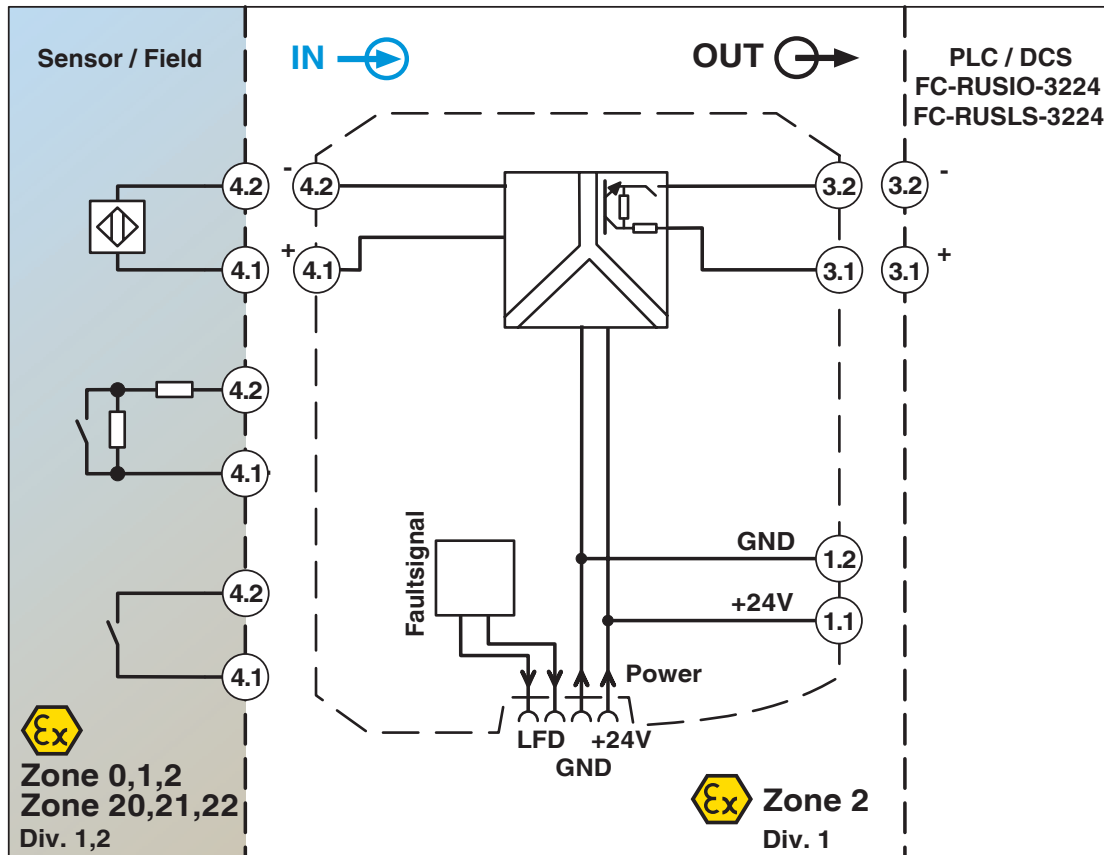 Sensor / Field
IN
OUT
PLC / DCS
FC-RUSIO-3224
FC-RUSLS-3224
4.2
-
4.2
3.2
3.2
-
4.1
+
4.1
3.1
3.1
+
4.2
4.1
Faultsignal
GND
1.2
4.2
+24V
1.1
4.1
Power
LFD
+24V
GND
Ex
Zone 0,1,2
Zone 20,21,22
Div. 1,2
Ex
Zone 2
Div. 1